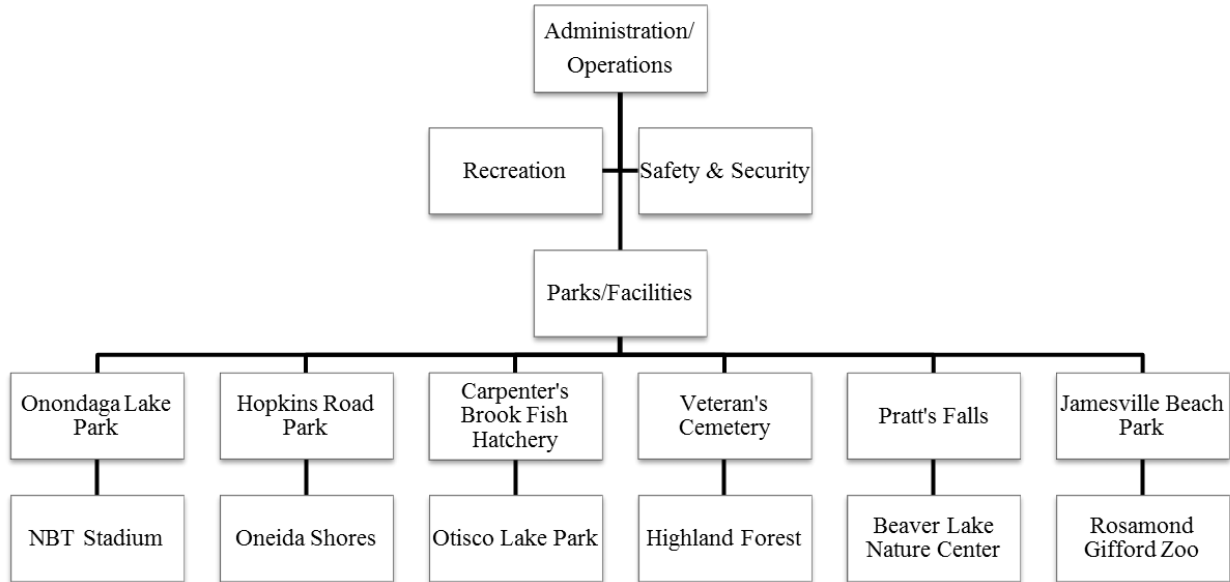 Administration/
Operations
Recreation
Safety & Security
Parks/Facilities
Onondaga Lake
Park
Hopkins Road
Park
Carpenter's
Brook Fish
Hatchery
Veteran's
Cemetery
Pratt's Falls
Jamesville Beach
Park
NBT Stadium
Oneida Shores
Otisco Lake Park
Highland Forest
Beaver Lake
Nature Center
Rosamond
Gifford Zoo